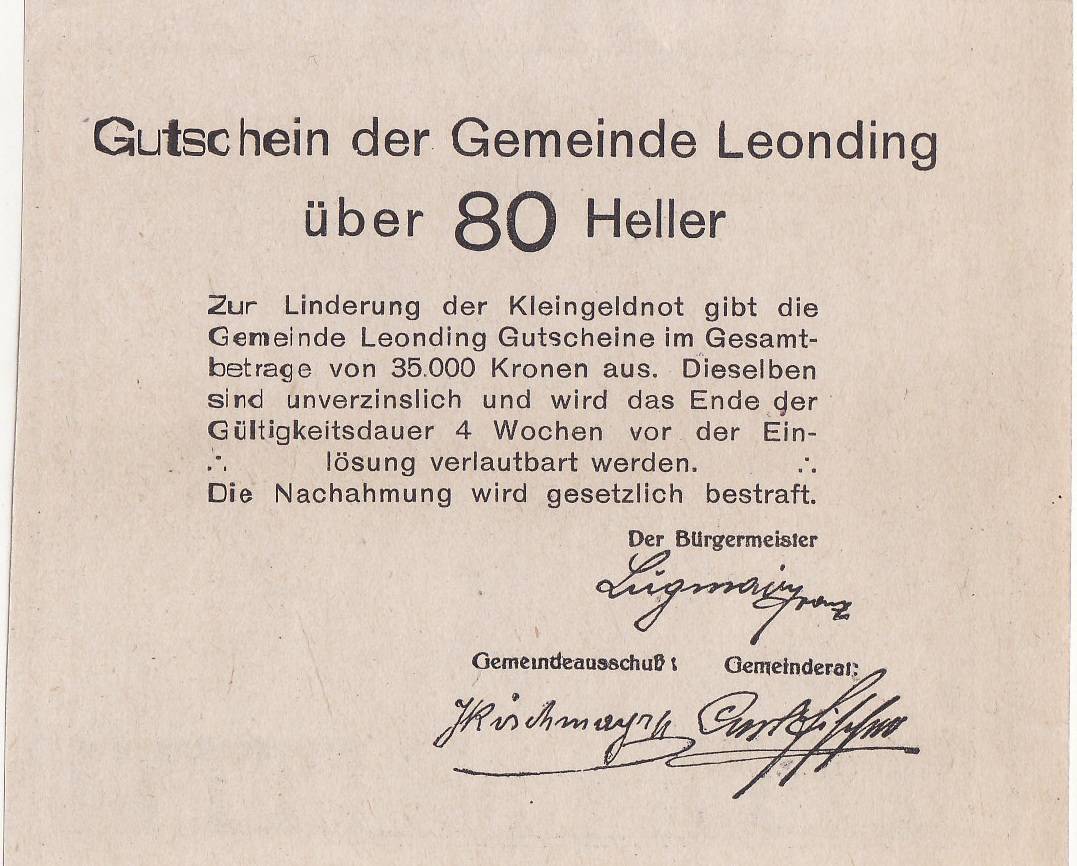 Gutschein der Gemeinde Leonding
über 80 Heller
Zur Linderung der Kleingeldnot gibt die
Gemeinde Leonding Gutscheine im Gesamt-
betrage von 35.000 Kronen aus. Dieselben
sind unverzinslich und wird das Ende der
Gültigkeitsdauer 4 Wochen vor der Ein-
∴ lösung verlautbart werden. ∴
Die Nachahmung wird gesetzlich bestraft.
Der Bürgermeister
Lugmair Franz
Gemeindeausschuß: Gemeinderat: